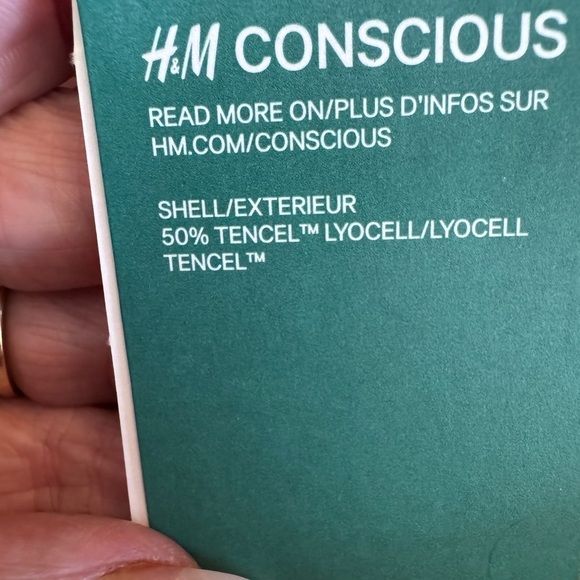 H&M CONSCIOUS
READ MORE ON/PLUS D'INFOS SUR
HM.COM/CONSCIOUS
SHELL/EXTERIEUR
50% TENCEL™ LYOCELL/LYOCELL
TENCEL™